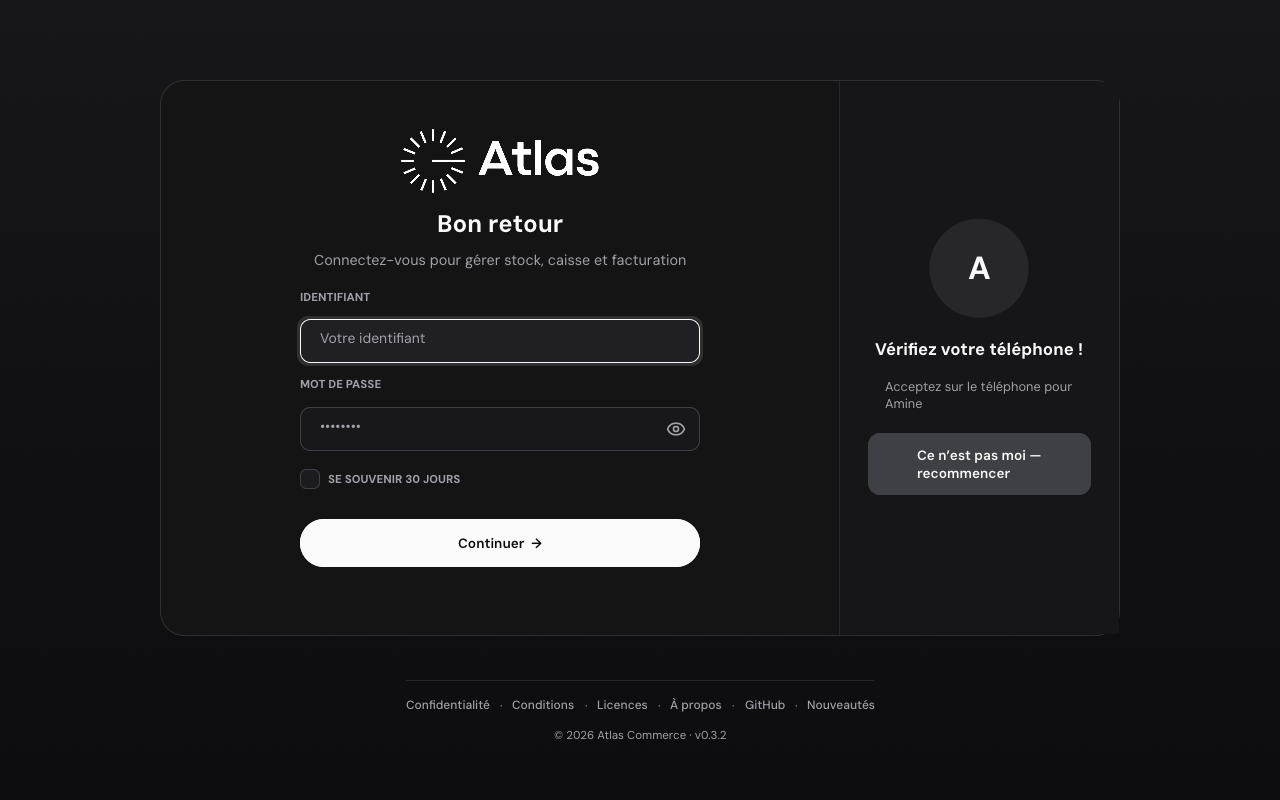 Atlas
Bon retour
Connectez-vous pour gérer stock, caisse et facturation
IDENTIFIANT
Votre identifiant
MOT DE PASSE
••••••••
SE SOUVENIR 30 JOURS
Continuer →
A
Vérifiez votre téléphone !
Acceptez sur le téléphone pour
Amine
Ce n’est pas moi —
recommencer
Confidentialité · Conditions · Licences · À propos · GitHub · Nouveautés
© 2026 Atlas Commerce · v0.3.2